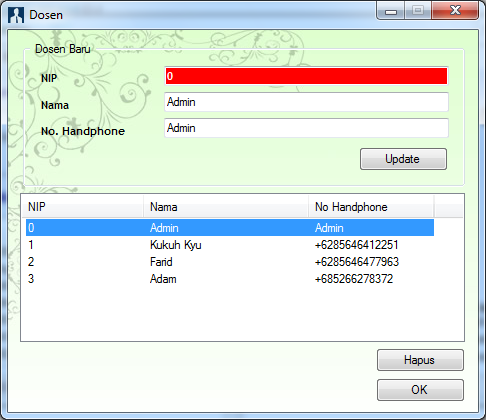 Dosen
Dosen Baru
NIP 0
Nama Admin
No. Handphone Admin
Update
NIP Nama No Handphone
0 Admin Admin
1 Kukuh Kyu +6285646412251
2 Farid +6285646477963
3 Adam +685266278372
Hapus
OK